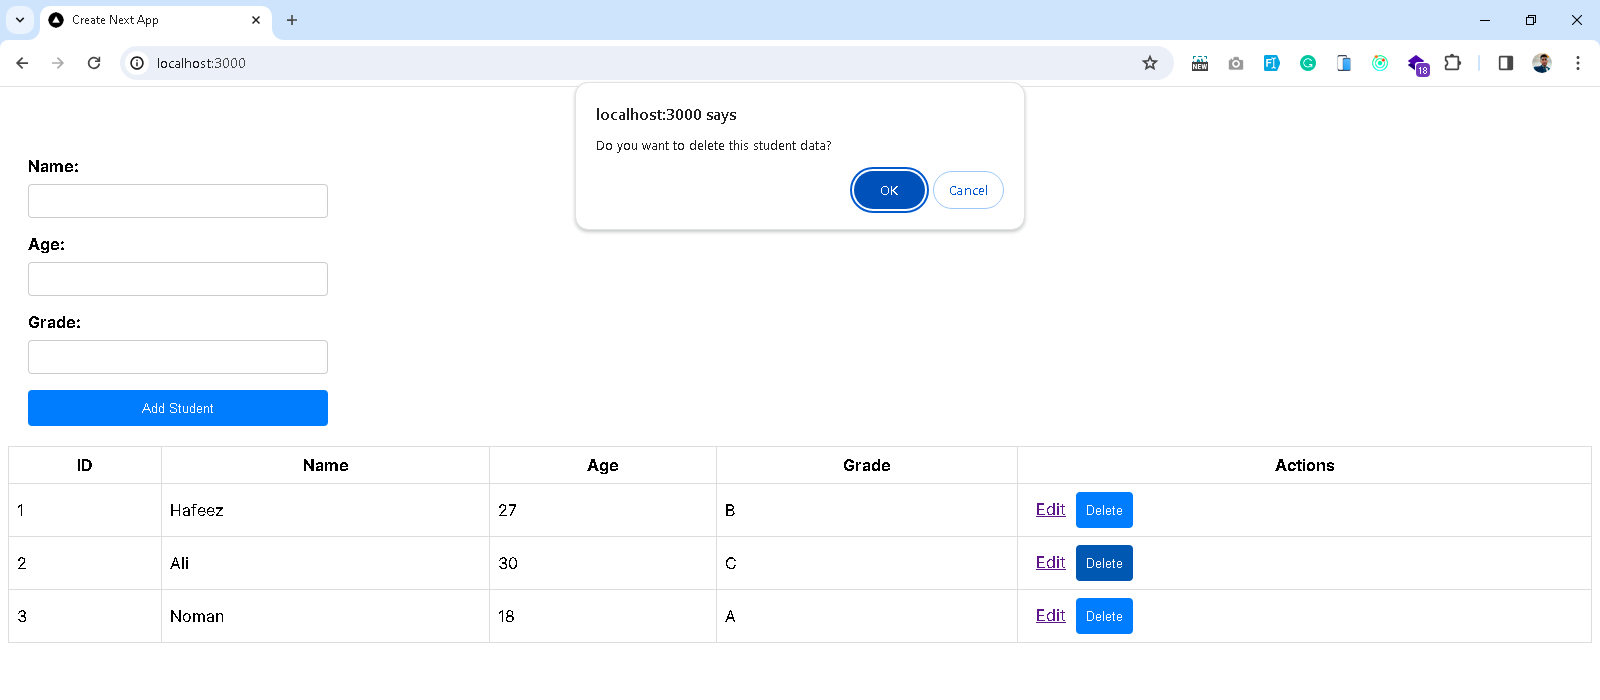 Create Next App
localhost:3000
NEW
18
localhost:3000 says
Do you want to delete this student data?
OK Cancel
Name:
Age:
Grade:
Add Student
ID Name Age Grade Actions
1 Hafeez 27 B Edit Delete
2 Ali 30 C Edit Delete
3 Noman 18 A Edit Delete